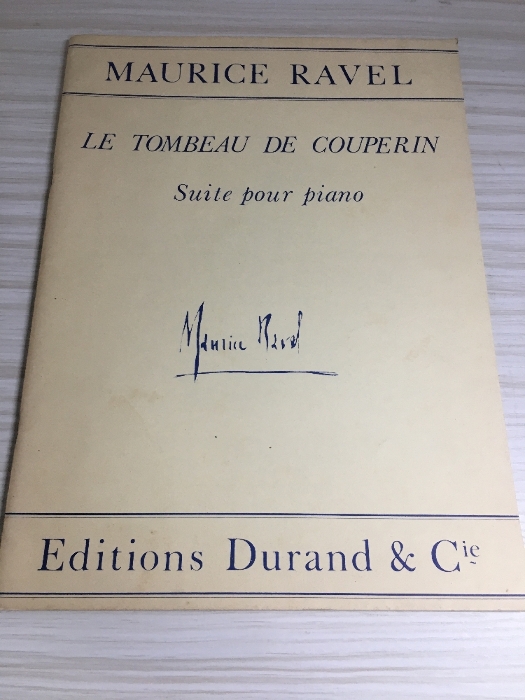 MAURICE RAVEL
LE TOMBEAU DE COUPERIN
Suite pour piano
Maurice Ravel
Editions Durand & Cie